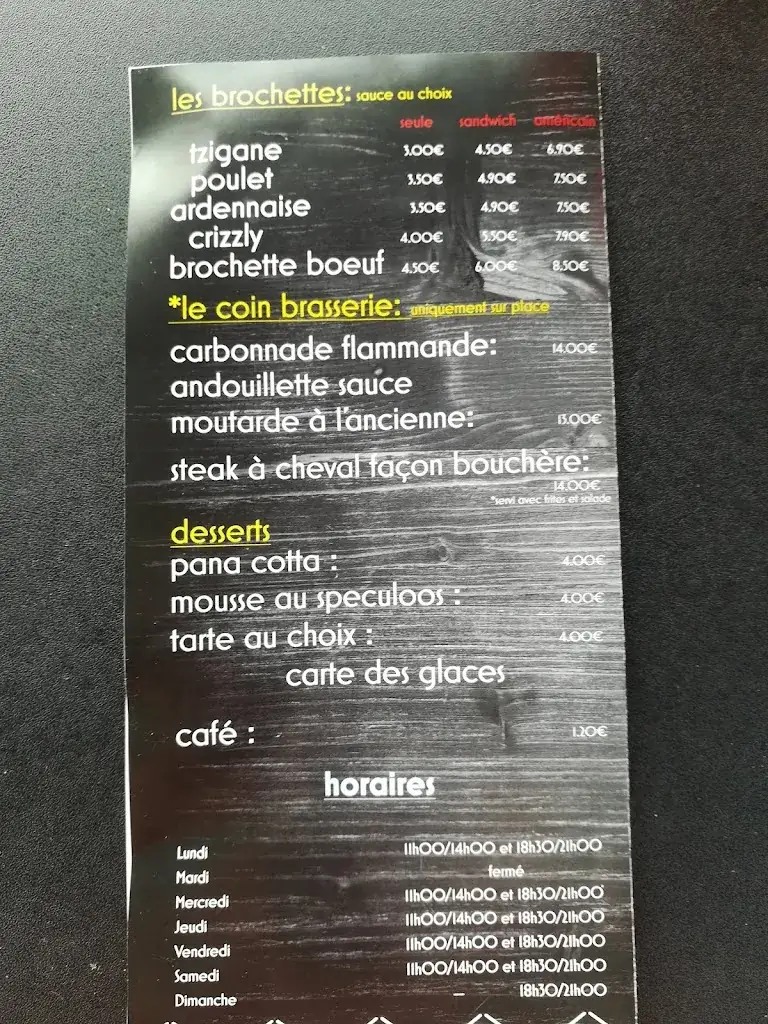 les brochettes: sauce au choix
seule sandwich américain
tzigane 3.00€ 4.50€ 6.90€
poulet 3.50€ 4.90€ 7.50€
ardennaise 3.50€ 4.90€ 7.50€
crizzly 4.00€ 5.50€ 7.90€
brochette boeuf 4.50€ 6.00€ 8.50€
*le coin brasserie: uniquement sur place
carbonnade flammande: 14.00€
andouillette sauce
moutarde à l'ancienne: 13.00€
steak à cheval façon bouchère:
14.00€
*servi avec frites et salade
desserts
pana cotta : 4.00€
mousse au speculoos : 4.00€
tarte au choix : 4.00€
carte des glaces
café : 1.20€
horaires
Lundi 11h00/14h00 et 18h30/21h00
Mardi fermé
Mercredi 11h00/14h00 et 18h30/21h00
Jeudi 11h00/14h00 et 18h30/21h00
Vendredi 11h00/14h00 et 18h30/21h00
Samedi 11h00/14h00 et 18h30/21h00
Dimanche – 18h30/21h00